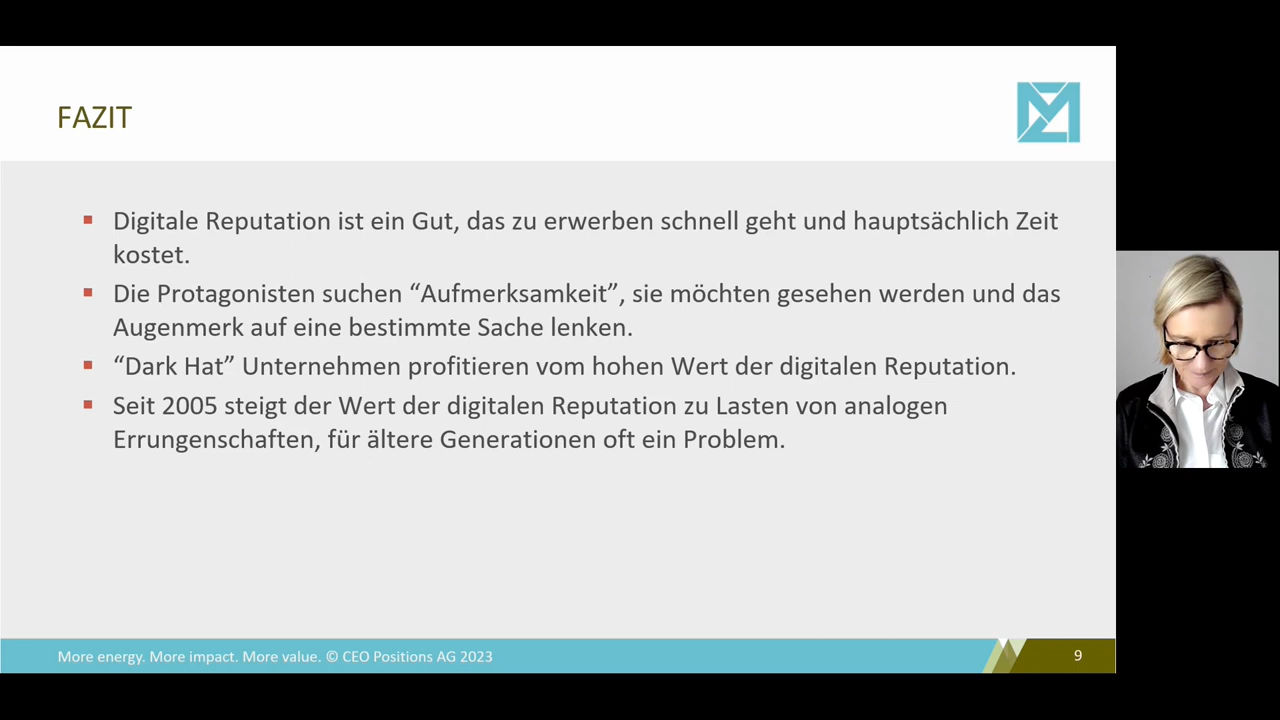 FAZIT
Digitale Reputation ist ein Gut, das zu erwerben schnell geht und hauptsächlich Zeit
kostet.
Die Protagonisten suchen “Aufmerksamkeit”, sie möchten gesehen werden und das
Augenmerk auf eine bestimmte Sache lenken.
“Dark Hat” Unternehmen profitieren vom hohen Wert der digitalen Reputation.
Seit 2005 steigt der Wert der digitalen Reputation zu Lasten von analogen
Errungenschaften, für ältere Generationen oft ein Problem.
More energy. More impact. More value. © CEO Positions AG 2023
9